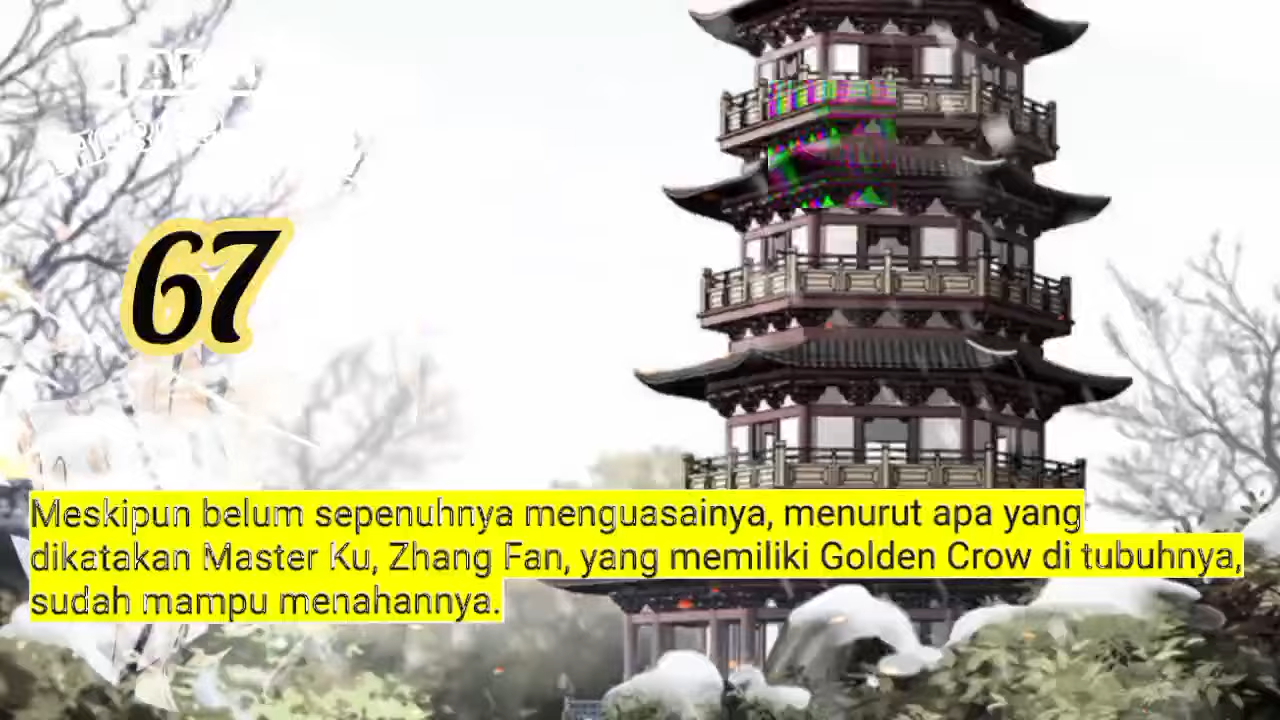 67
Meskipun belum sepenuhnya menguasainya, menurut apa yang
dikatakan Master Ku, Zhang Fan, yang memiliki Golden Crow di tubuhnya,
sudah mampu menahannya.